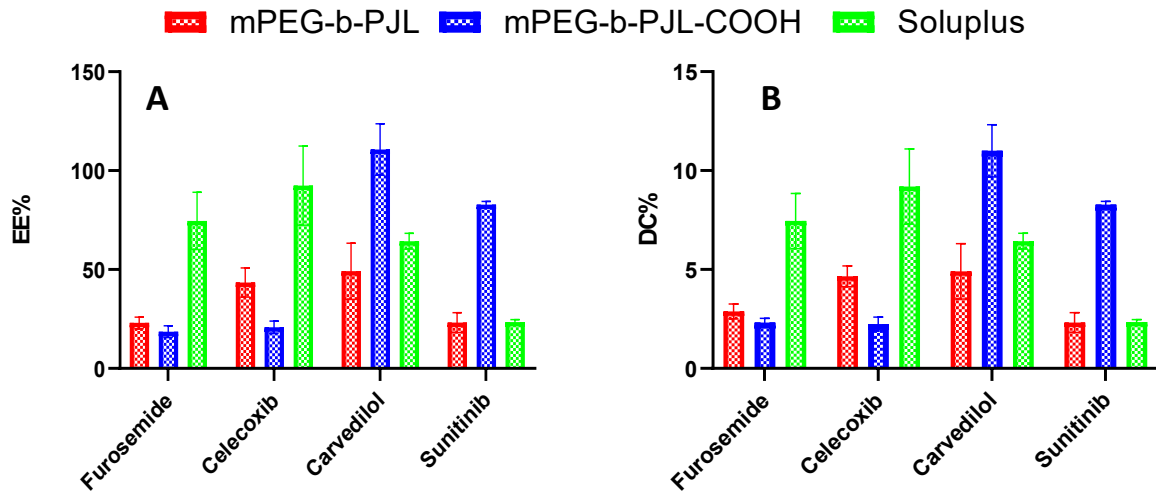 mPEG-b-PJL mPEG-b-PJL-COOH Soluplus
A
EE%
150
100
50
0
Furosemide
Celecoxib
Carvedilol
Sunitinib
B
DC%
15
10
5
0
Furosemide
Celecoxib
Carvedilol
Sunitinib